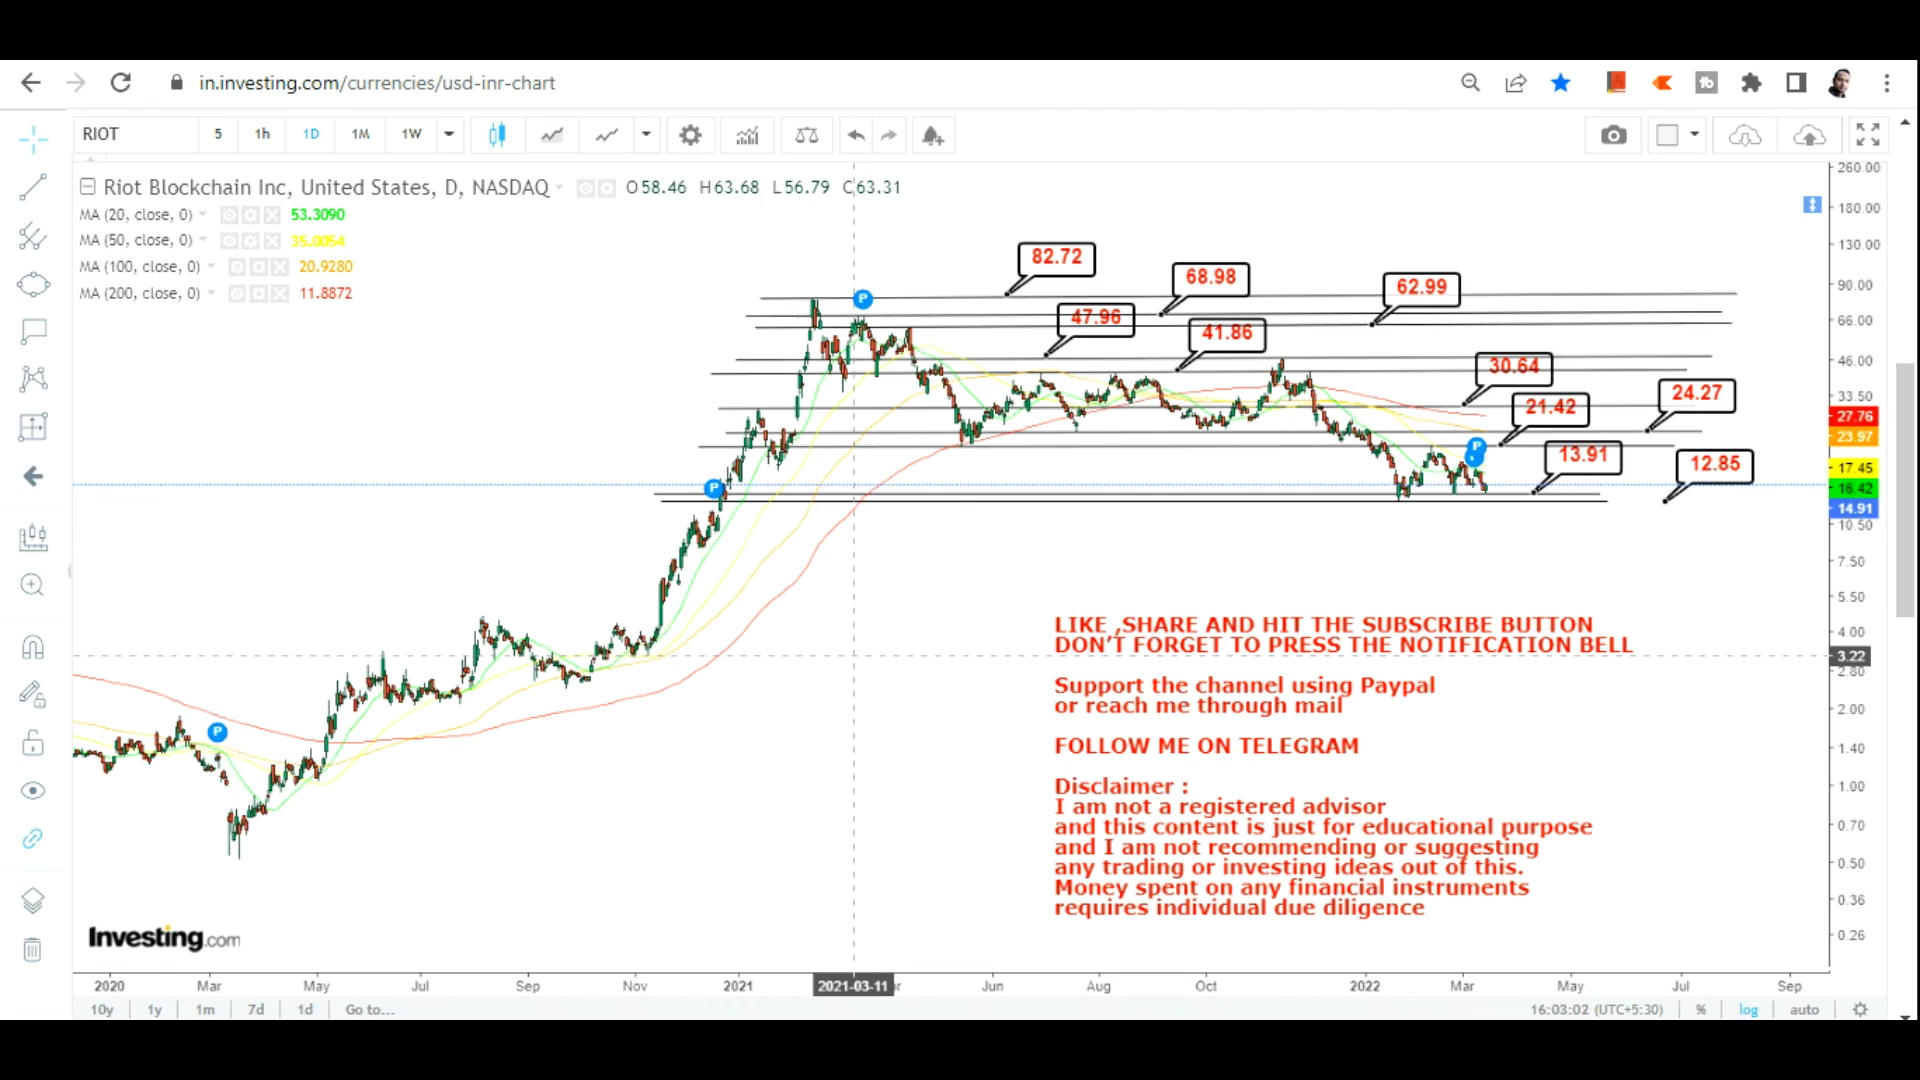 in.investing.com/currencies/usd-inr-chart
RIOT 5 1h 1D 1M 1W
Riot Blockchain Inc, United States, D, NASDAQ O58.46 H63.68 L56.79 C63.31
MA (20, close, 0) 53.3090
MA (50, close, 0) 35.0054
MA (100, close, 0) 20.9280
MA (200, close, 0) 11.8872
82.72
68.98
62.99
47.96
41.86
30.64
24.27
21.42
13.91
12.85
P
P
P
P
260.00
180.00
130.00
90.00
66.00
46.00
33.50
27.76
23.97
17.45
16.42
14.91
10.50
7.50
5.50
4.00
3.22
2.80
2.00
1.40
1.00
0.70
0.50
0.36
0.26
LIKE ,SHARE AND HIT THE SUBSCRIBE BUTTON
DON'T FORGET TO PRESS THE NOTIFICATION BELL
Support the channel using Paypal
or reach me through mail
FOLLOW ME ON TELEGRAM
Disclaimer :
I am not a registered advisor
and this content is just for educational purpose
and I am not recommending or suggesting
any trading or investing ideas out of this.
Money spent on any financial instruments
requires individual due diligence
Investing.com
2020 Mar May Jul Sep Nov 2021 2021-03-11 Jun Aug Oct 2022 Mar May Jul Sep
10y 1y 1m 7d 1d Go to... 16:03:02 (UTC+5:30) % log auto